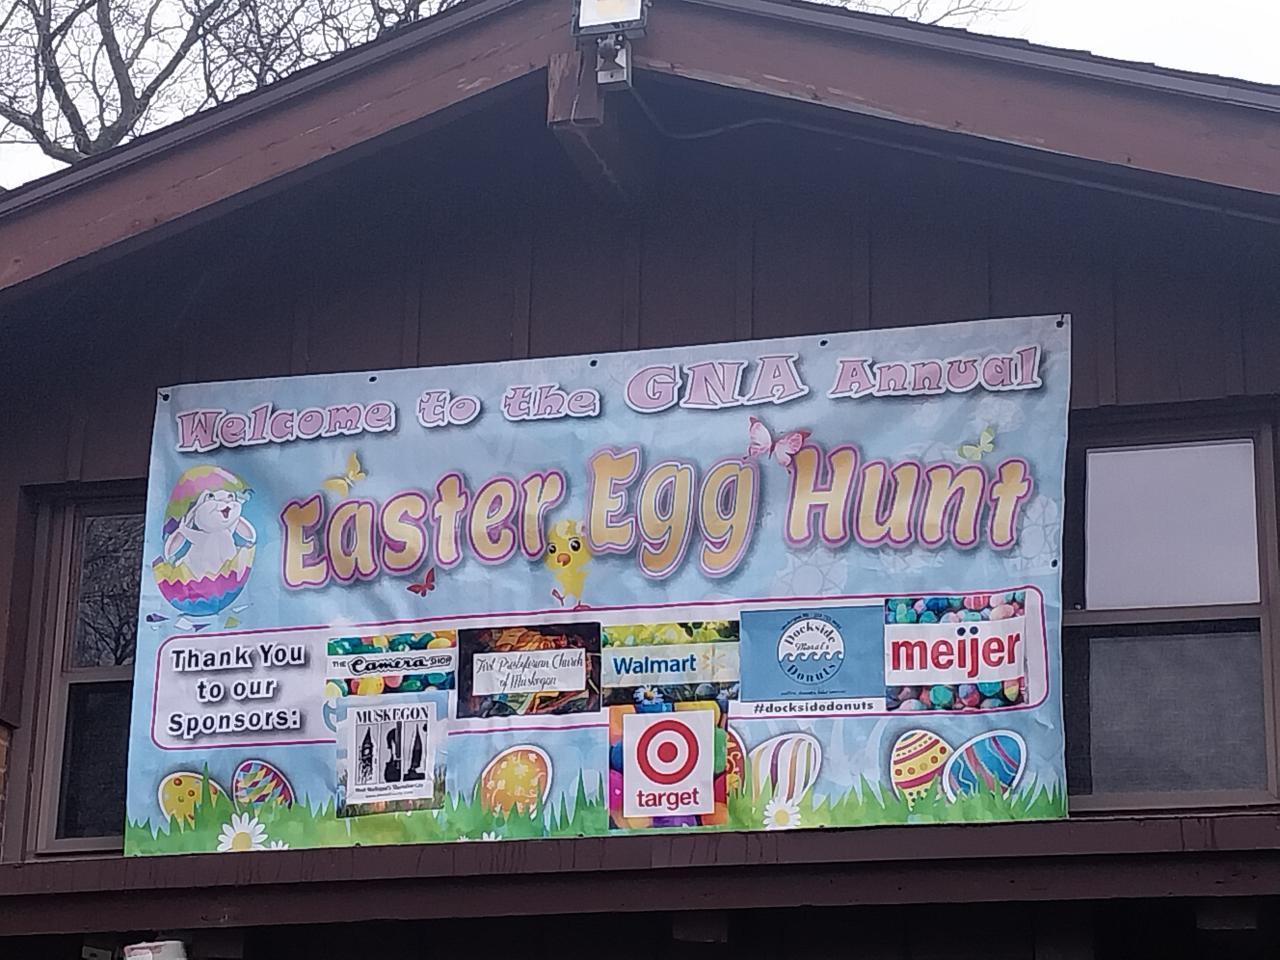 Welcome to the GNA Annual
Easter Egg Hunt
Thank You
to our
Sponsors:
THE Camera SHOP
First Presbyterian Church
of Muskegon
Walmart
Dockside
DONUTS
#docksidedonuts
meijer
MUSKEGON
target